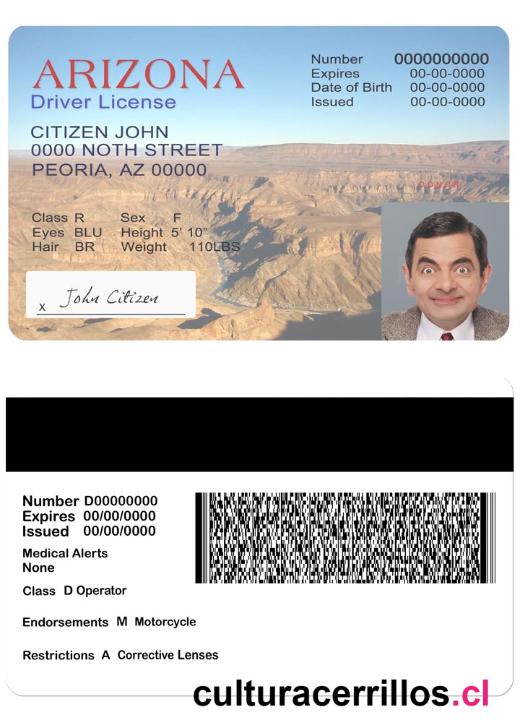 ARIZONA
Driver License
Number 0000000000
Expires 00-00-0000
Date of Birth 00-00-0000
Issued 00-00-0000
CITIZEN JOHN
0000 NOTH STREET
PEORIA, AZ 00000
Class R Sex F
Eyes BLU Height 5' 10"
Hair BR Weight 110LBS
x John Citizen
Number D00000000
Expires 00/00/0000
Issued 00/00/0000
Medical Alerts
None
Class D Operator
Endorsements M Motorcycle
Restrictions A Corrective Lenses
culturacerrillos.cl